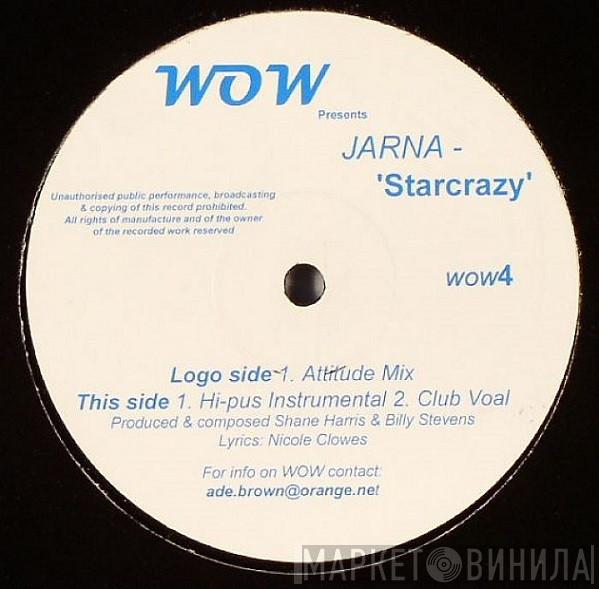 WOW
Presents
JARNA -
'Starcrazy'
Unauthorised public performance, broadcasting
& copying of this record prohibited.
All rights of manufacture and of the owner
of the recorded work reserved
wow4
Logo side 1. Attitude Mix
This side 1. Hi-pus Instrumental 2. Club Voal
Produced & composed Shane Harris & Billy Stevens
Lyrics: Nicole Clowes
For info on WOW contact:
ade.brown@orange.net
МАРКЕТ ВИНИЛА